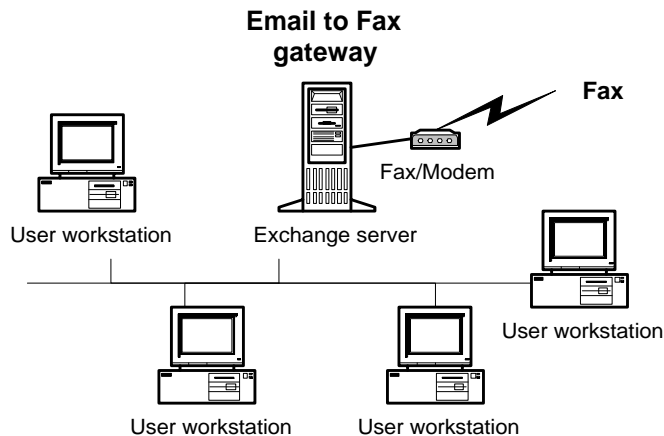 Email to Fax
gateway
Fax
Fax/Modem
User workstation
Exchange server
User workstation
User workstation
User workstation